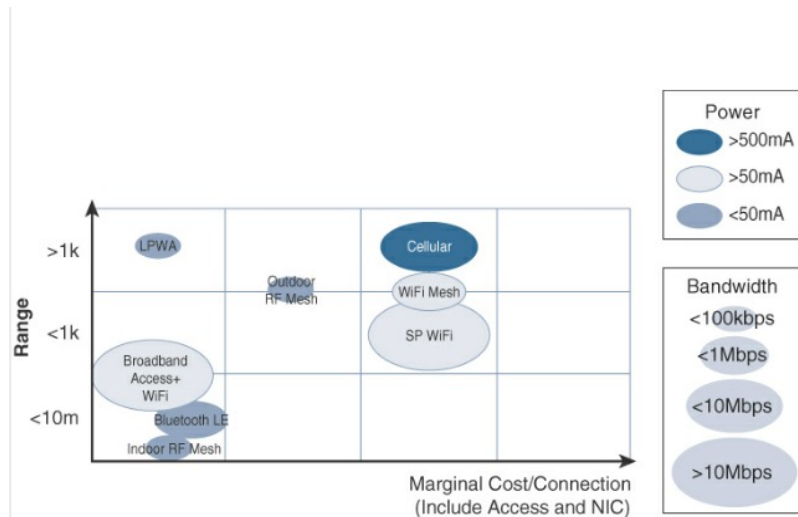 Power
>500mA
>50mA
<50mA
Bandwidth
<100kbps
<1Mbps
<10Mbps
>10Mbps
Range
>1k
<1k
<10m
LPWA
Cellular
Outdoor
RF Mesh
WiFi Mesh
SP WiFi
Broadband
Access+
WiFi
Bluetooth LE
Indoor RF Mesh
Marginal Cost/Connection
(Include Access and NIC)